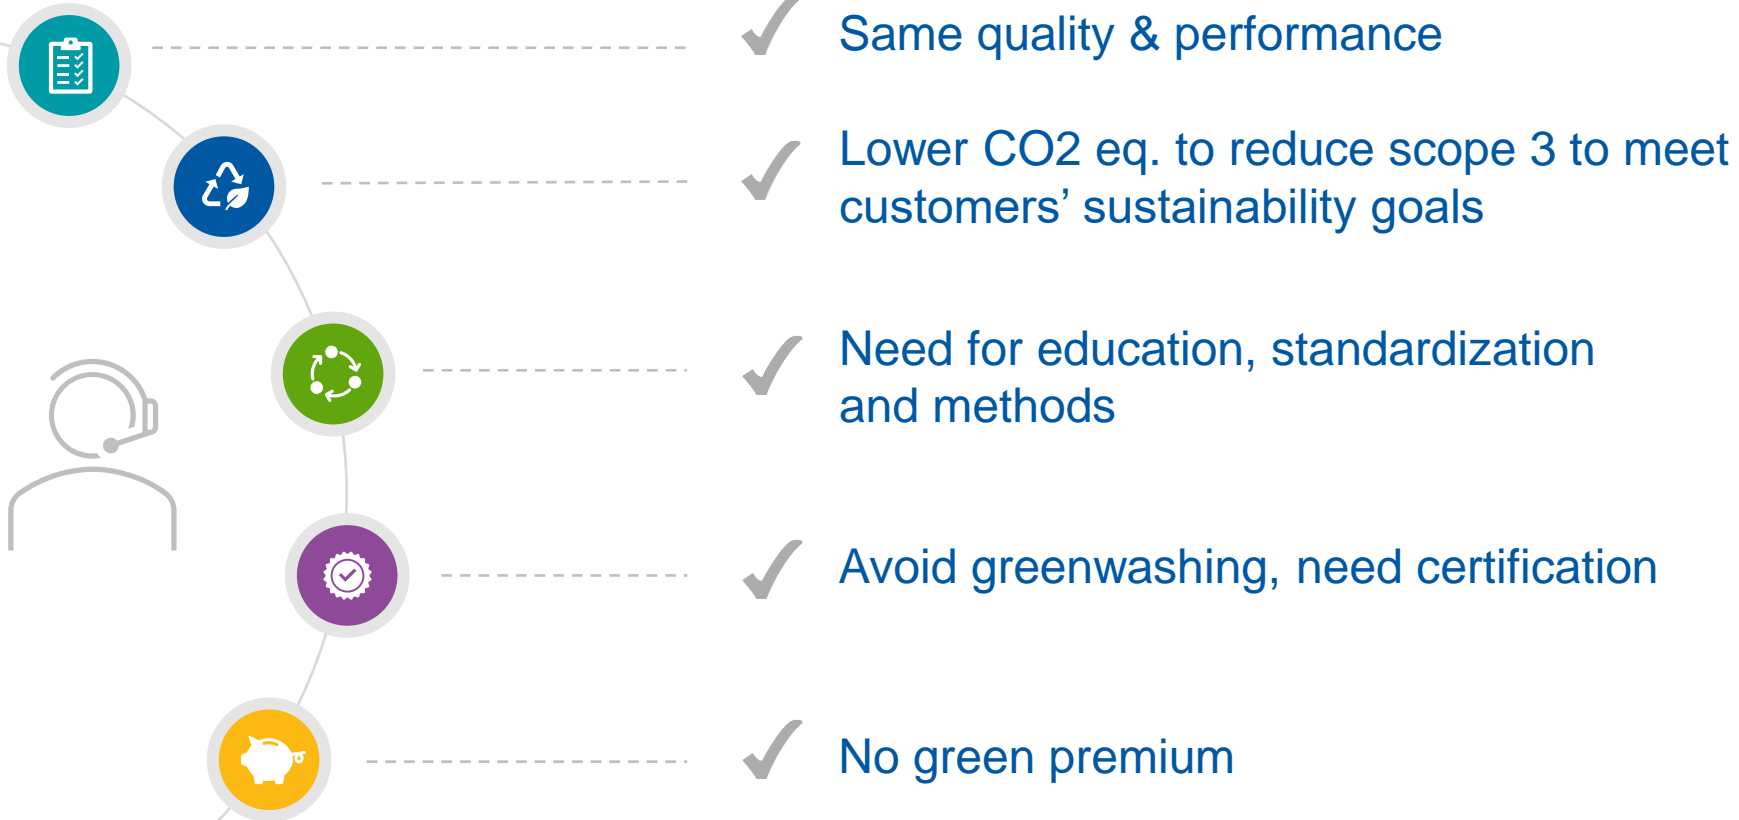 Same quality & performance
Lower CO2 eq. to reduce scope 3 to meet
customers’ sustainability goals
Need for education, standardization
and methods
Avoid greenwashing, need certification
No green premium